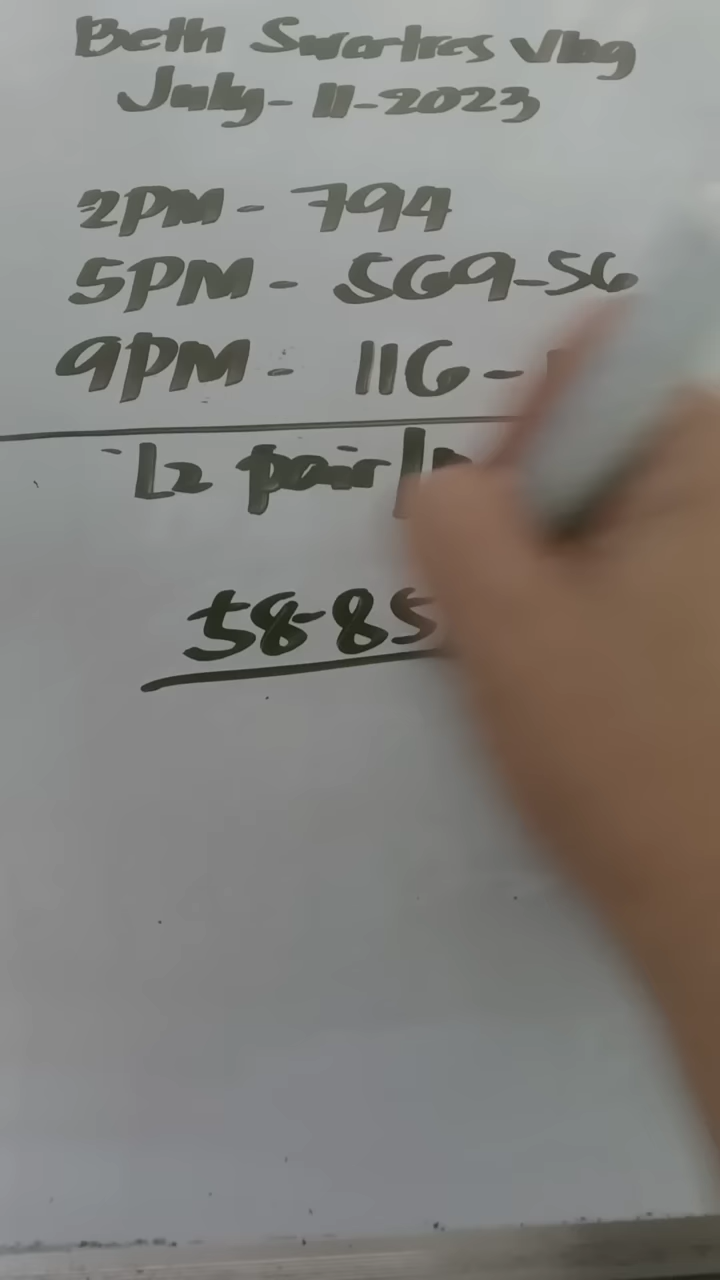 Beth Swertres Vlog
July-11-2023
2PM - 794
5PM - 569-56
9PM - 116 -
L2 pair
58-85